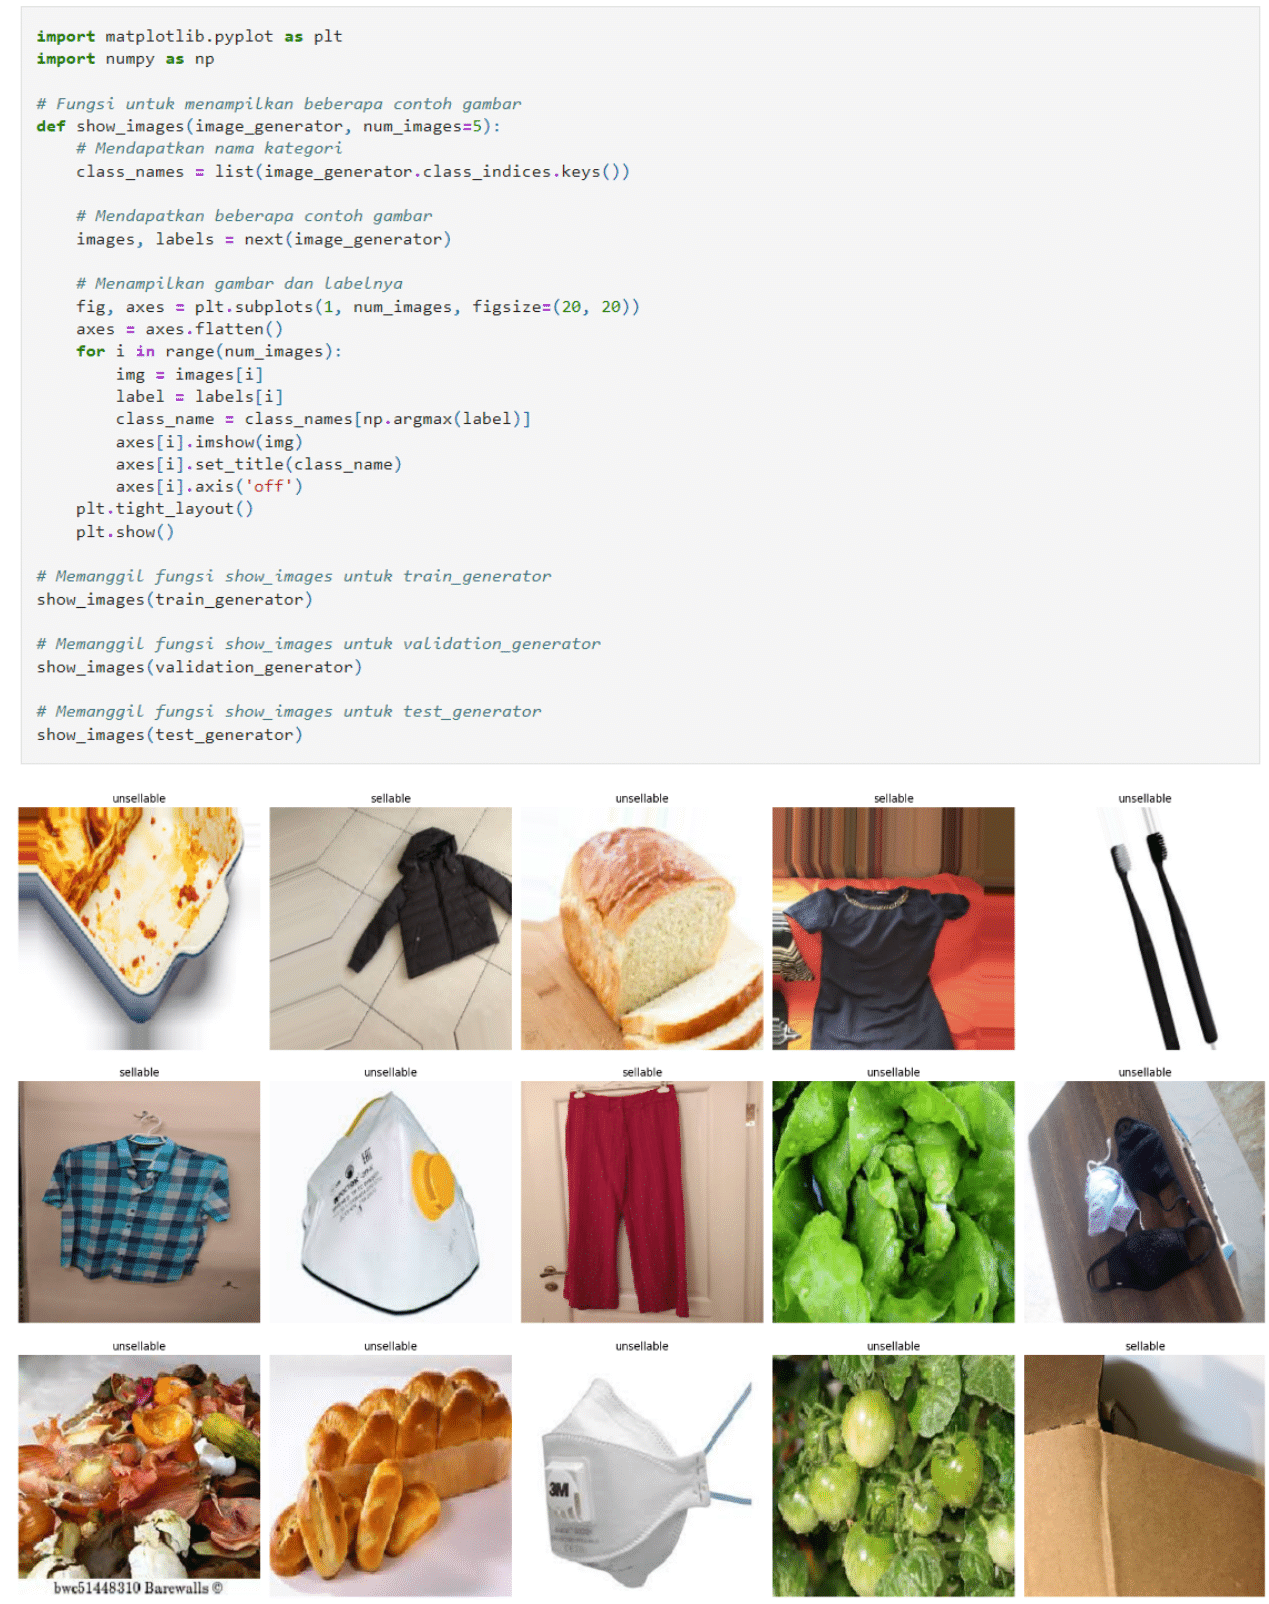 import matplotlib.pyplot as plt
import numpy as np
# Fungsi untuk menampilkan beberapa contoh gambar
def show_images(image_generator, num_images=5):
# Mendapatkan nama kategori
class_names = list(image_generator.class_indices.keys())
# Mendapatkan beberapa contoh gambar
images, labels = next(image_generator)
# Menampilkan gambar dan labelnya
fig, axes = plt.subplots(1, num_images, figsize=(20, 20))
axes = axes.flatten()
for i in range(num_images):
img = images[i]
label = labels[i]
class_name = class_names[np.argmax(label)]
axes[i].imshow(img)
axes[i].set_title(class_name)
axes[i].axis('off')
plt.tight_layout()
plt.show()
# Memanggil fungsi show_images untuk train_generator
show_images(train_generator)
# Memanggil fungsi show_images untuk validation_generator
show_images(validation_generator)
# Memanggil fungsi show_images untuk test_generator
show_images(test_generator)
unsellable sellable unsellable sellable unsellable
sellable unsellable sellable unsellable unsellable
unsellable unsellable unsellable unsellable sellable
3M
bwc51448310 Barewalls ©